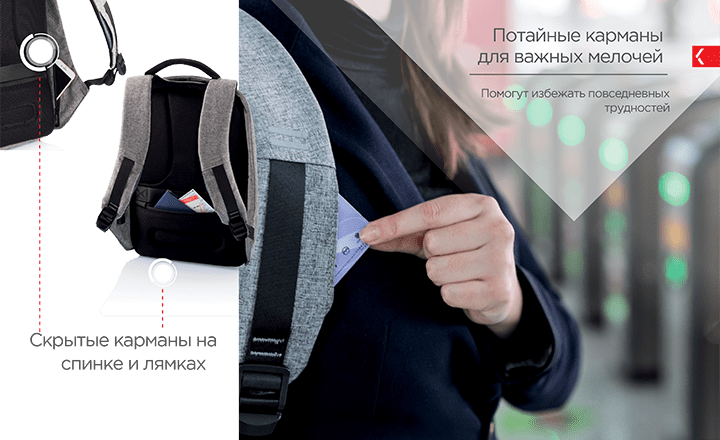 Потайные карманы
для важных мелочей
Помогут избежать повседневных
трудностей
Скрытые карманы на
спинке и лямках